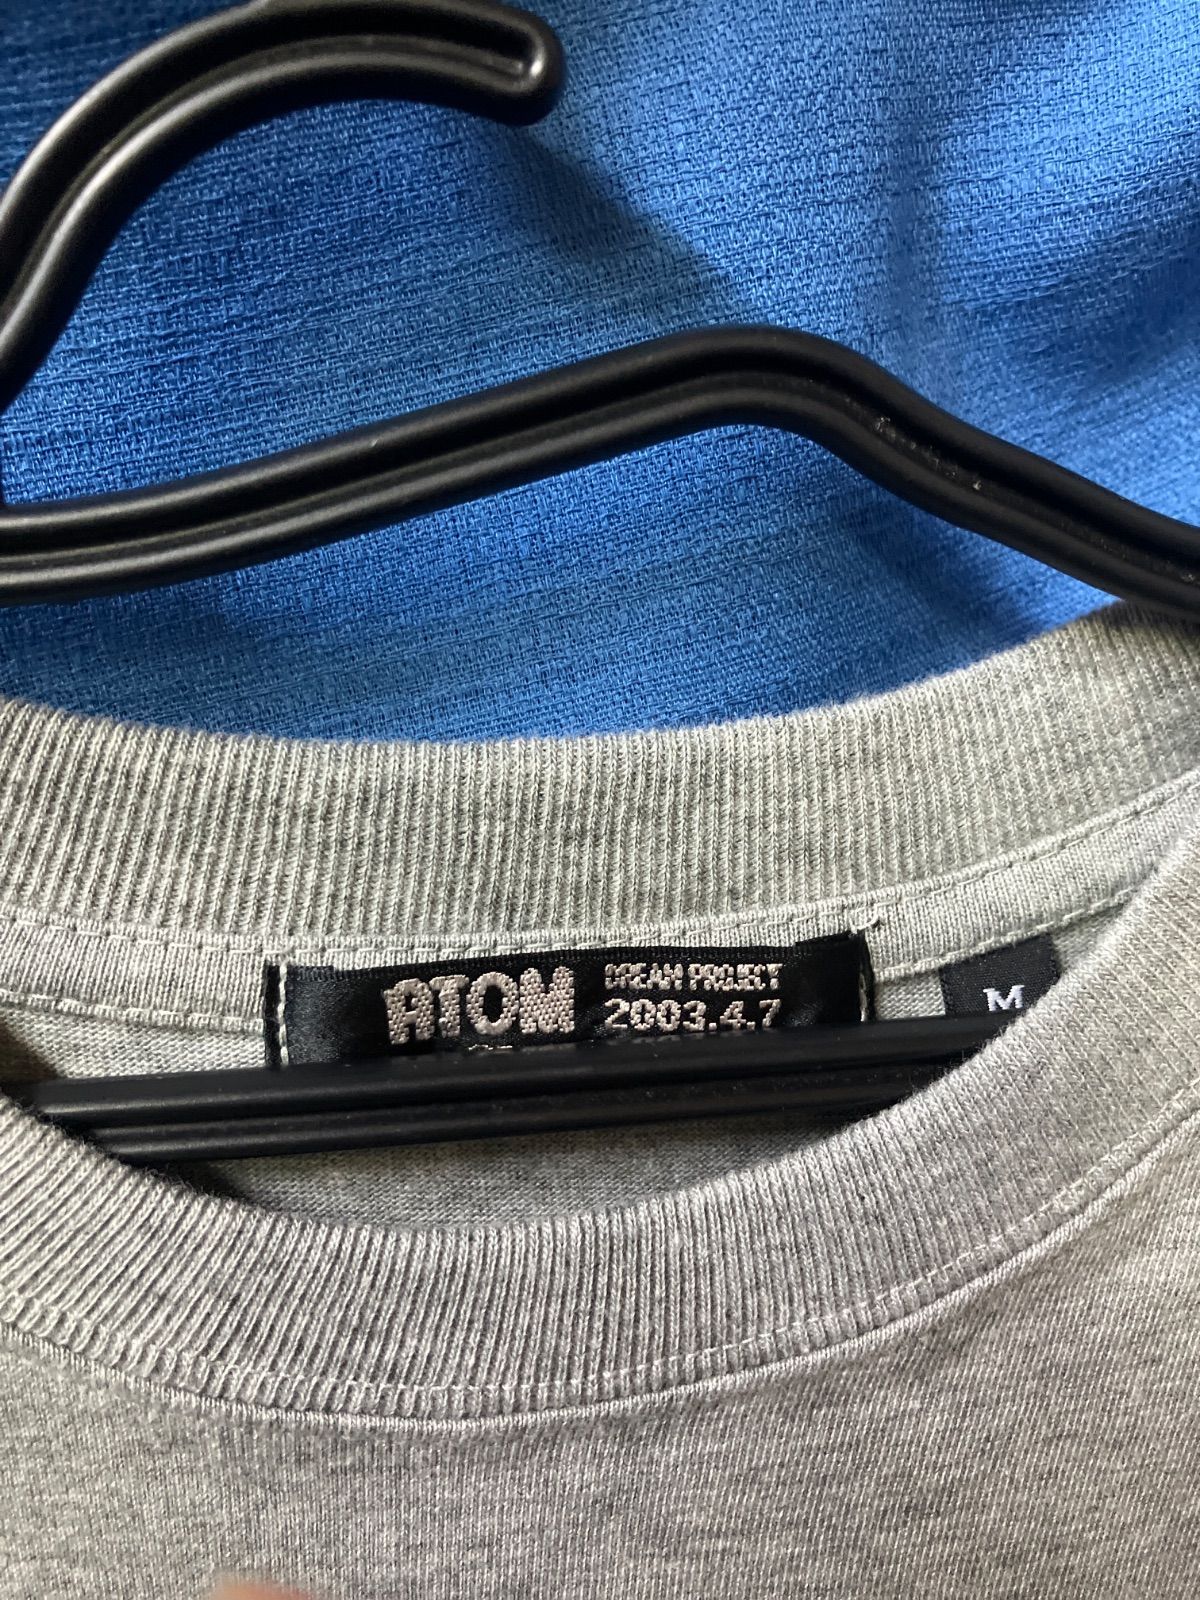 ATOM
DREAM PROJECT
2003.4.7
M